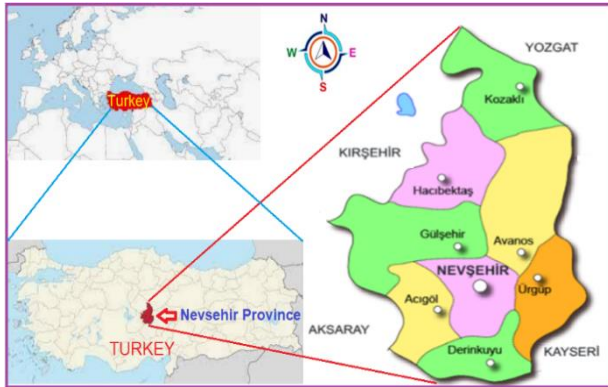 Turkey
N
W
E
S
YOZGAT
Kozaklı
KIRŞEHİR
Hacıbektaş
Gülşehir
Avanos
NEVŞEHİR
Ürgüp
Acıgöl
AKSARAY
KAYSERİ
Derinkuyu
Nevsehir Province
TURKEY